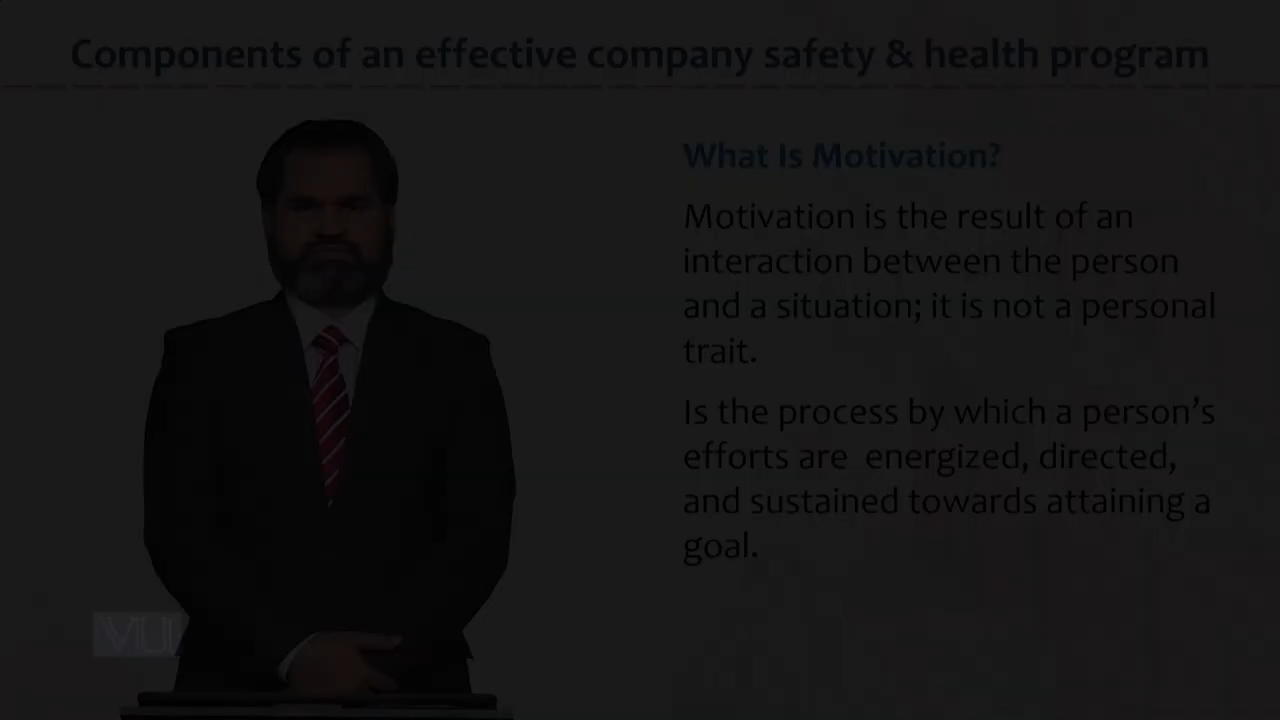 Components of an effective company safety & health program
What Is Motivation?
Motivation is the result of an
interaction between the person
and a situation; it is not a personal
trait.
Is the process by which a person’s
efforts are energized, directed,
and sustained towards attaining a
goal.
VU